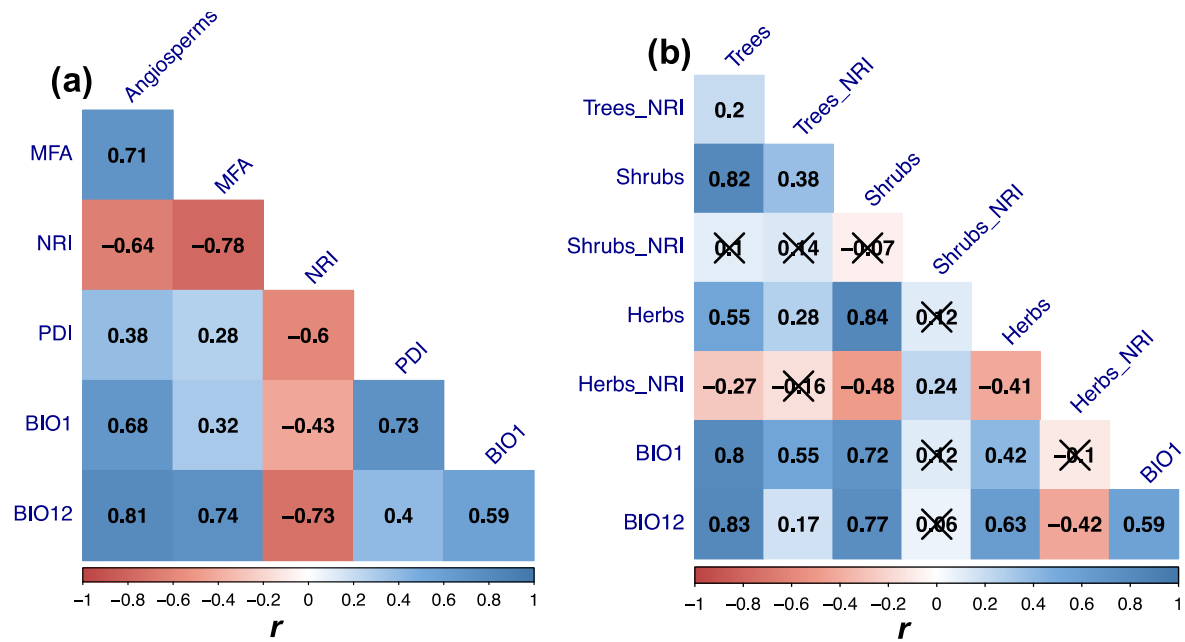 (a)
Angiosperms
MFA 0.71
MFA
NRI −0.64 −0.78
NRI
PDI 0.38 0.28 −0.6
PDI
BIO1 0.68 0.32 −0.43 0.73
BIO1
BIO12 0.81 0.74 −0.73 0.4 0.59
−1 −0.8 −0.6 −0.4 −0.2 0 0.2 0.4 0.6 0.8 1
r
(b)
Trees
Trees_NRI 0.2
Trees_NRI
Shrubs 0.82 0.38
Shrubs
Shrubs_NRI 0.1 0.14 −0.07
Shrubs_NRI
Herbs 0.55 0.28 0.84 0.12
Herbs
Herbs_NRI −0.27 −0.16 −0.48 0.24 −0.41
Herbs_NRI
BIO1 0.8 0.55 0.72 0.12 0.42 −0.1
BIO1
BIO12 0.83 0.17 0.77 0.06 0.63 −0.42 0.59
−1 −0.8 −0.6 −0.4 −0.2 0 0.2 0.4 0.6 0.8 1
r